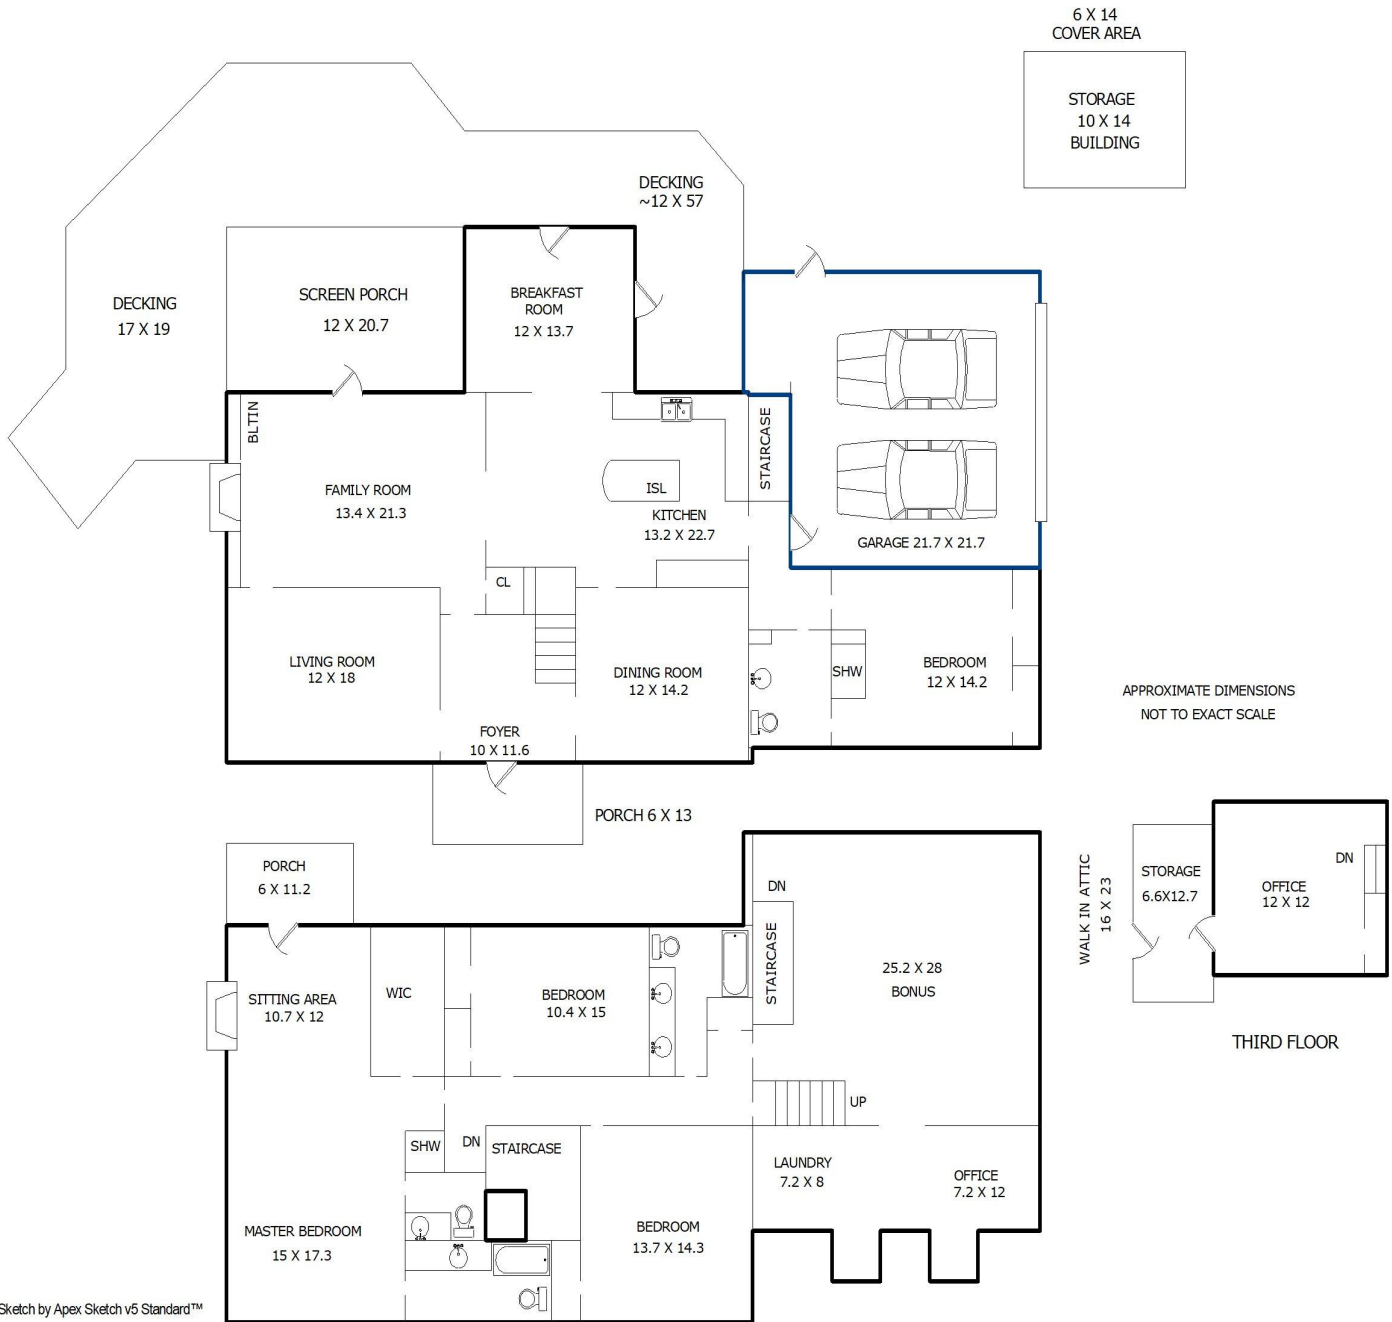 6 X 14
COVER AREA
STORAGE
10 X 14
BUILDING
DECKING
~12 X 57
DECKING
17 X 19
SCREEN PORCH
12 X 20.7
BREAKFAST
ROOM
12 X 13.7
BLTIN
FAMILY ROOM
13.4 X 21.3
ISL
KITCHEN
13.2 X 22.7
STAIRCASE
GARAGE 21.7 X 21.7
CL
LIVING ROOM
12 X 18
DINING ROOM
12 X 14.2
SHW
BEDROOM
12 X 14.2
FOYER
10 X 11.6
APPROXIMATE DIMENSIONS
NOT TO EXACT SCALE
PORCH 6 X 13
PORCH
6 X 11.2
SITTING AREA
10.7 X 12
WIC
BEDROOM
10.4 X 15
DN
STAIRCASE
25.2 X 28
BONUS
UP
SHW
DN
STAIRCASE
LAUNDRY
7.2 X 8
OFFICE
7.2 X 12
MASTER BEDROOM
15 X 17.3
BEDROOM
13.7 X 14.3
WALK IN ATTIC
16 X 23
STORAGE
6.6X12.7
OFFICE
12 X 12
DN
THIRD FLOOR
Sketch by Apex Sketch v5 Standard™